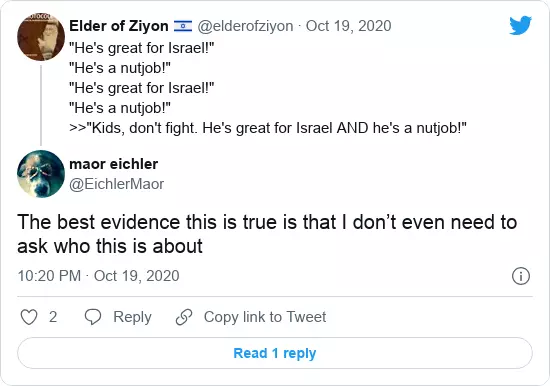 Elder of Ziyon 🇮🇱 @elderofziyon · Oct 19, 2020
"He's great for Israel!"
"He's a nutjob!"
"He's great for Israel!"
"He's a nutjob!"
>>"Kids, don't fight. He's great for Israel AND he's a nutjob!"
maor eichler
@EichlerMaor
The best evidence this is true is that I don’t even need to
ask who this is about
10:20 PM · Oct 19, 2020
2 Reply Copy link to Tweet
Read 1 reply